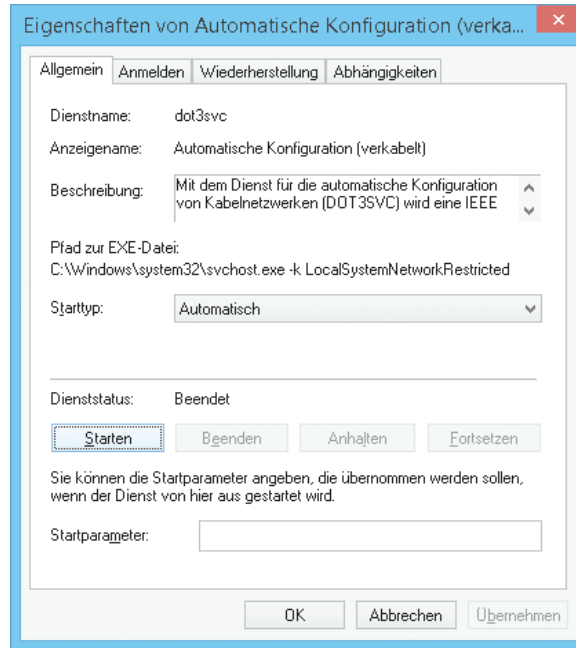 Eigenschaften von Automatische Konfiguration (verka...
Allgemein Anmelden Wiederherstellung Abhängigkeiten
Dienstname: dot3svc
Anzeigename: Automatische Konfiguration (verkabelt)
Beschreibung: Mit dem Dienst für die automatische Konfiguration
von Kabelnetzwerken (DOT3SVC) wird eine IEEE
Pfad zur EXE-Datei:
C:\Windows\system32\svchost.exe -k LocalSystemNetworkRestricted
Starttyp: Automatisch
Dienststatus: Beendet
Starten Beenden Anhalten Fortsetzen
Sie können die Startparameter angeben, die übernommen werden sollen,
wenn der Dienst von hier aus gestartet wird.
Startparameter:
OK Abbrechen Übernehmen